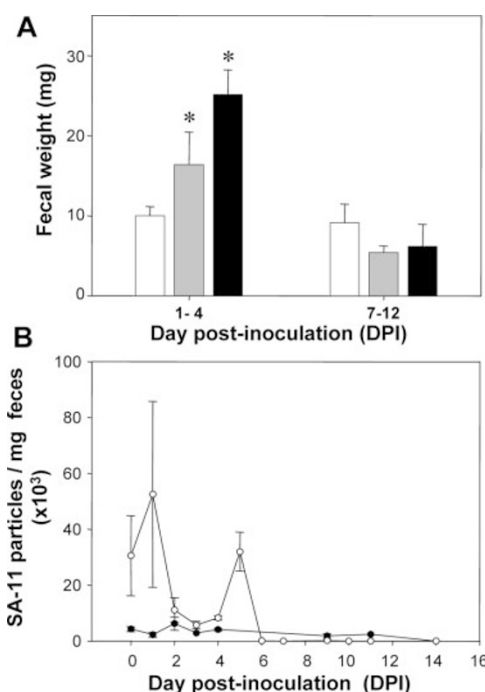 A
Fecal weight (mg)
30
20
10
0
*
*
1- 4
7-12
Day post-inoculation (DPI)
B
SA-11 particles / mg feces
(x10³)
100
80
60
40
20
0
0 2 4 6 8 10 12 14 16
Day post-inoculation (DPI)